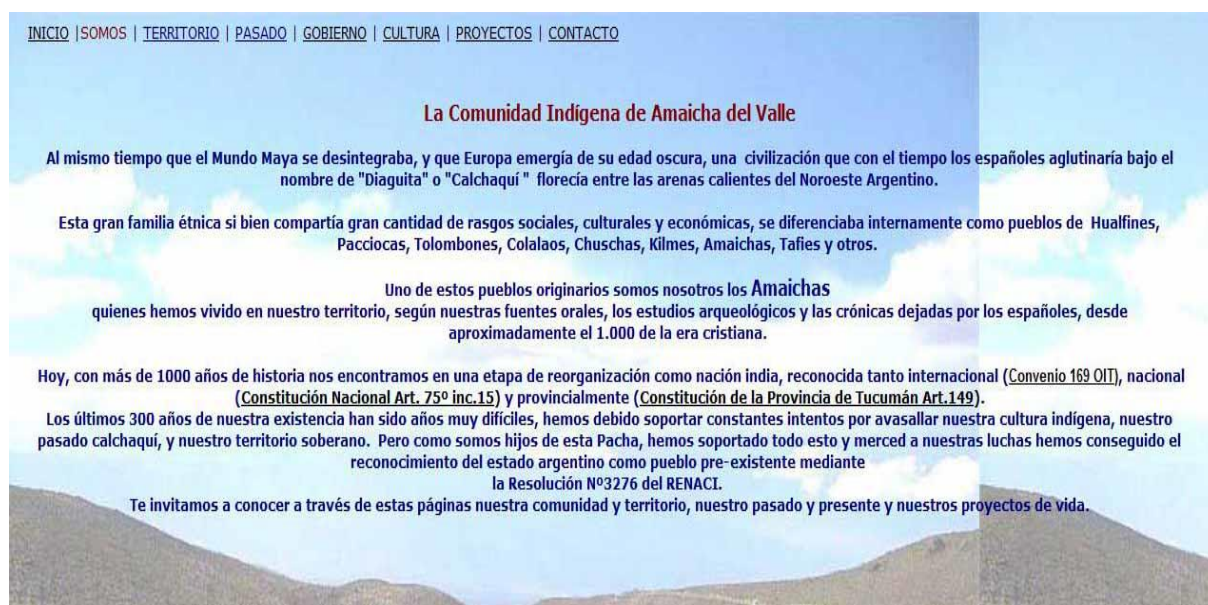 INICIO |SOMOS | TERRITORIO | PASADO | GOBIERNO | CULTURA | PROYECTOS | CONTACTO
La Comunidad Indígena de Amaicha del Valle
Al mismo tiempo que el Mundo Maya se desintegraba, y que Europa emergía de su edad oscura, una civilización que con el tiempo los españoles aglutinaría bajo el
nombre de "Diaguita" o "Calchaquí " florecía entre las arenas calientes del Noroeste Argentino.
Esta gran familia étnica si bien compartía gran cantidad de rasgos sociales, culturales y económicas, se diferenciaba internamente como pueblos de Hualfines,
Pacciocas, Tolombones, Colalaos, Chuschas, Kilmes, Amaichas, Tafies y otros.
Uno de estos pueblos originarios somos nosotros los Amaichas
quienes hemos vivido en nuestro territorio, según nuestras fuentes orales, los estudios arqueológicos y las crónicas dejadas por los españoles, desde
aproximadamente el 1.000 de la era cristiana.
Hoy, con más de 1000 años de historia nos encontramos en una etapa de reorganización como nación india, reconocida tanto internacional (Convenio 169 OIT), nacional
(Constitución Nacional Art. 75º inc.15) y provincialmente (Constitución de la Provincia de Tucumán Art.149).
Los últimos 300 años de nuestra existencia han sido años muy difíciles, hemos debido soportar constantes intentos por avasallar nuestra cultura indígena, nuestro
pasado calchaquí, y nuestro territorio soberano. Pero como somos hijos de esta Pacha, hemos soportado todo esto y merced a nuestras luchas hemos conseguido el
reconocimiento del estado argentino como pueblo pre-existente mediante
la Resolución Nº3276 del RENACI.
Te invitamos a conocer a través de estas páginas nuestra comunidad y territorio, nuestro pasado y presente y nuestros proyectos de vida.